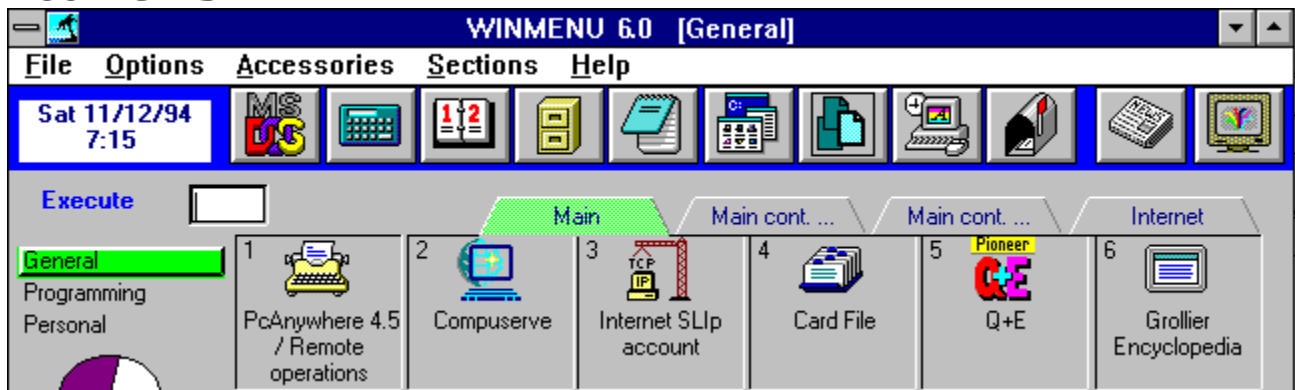 WINMENU 6.0 [General]
File Options Accessories Sections Help
Sat 11/12/94
7:15
MS
DOS
1 2
C:
NEWS
Execute
Main
Main cont. ...
Main cont. ...
Internet
General
Programming
Personal
1
PcAnywhere 4.5
/ Remote
operations
2
Compuserve
3
TCP
IP
Internet SLIp
account
4
Card File
5
Pioneer
Q+E
Q+E
6
Grollier
Encyclopedia